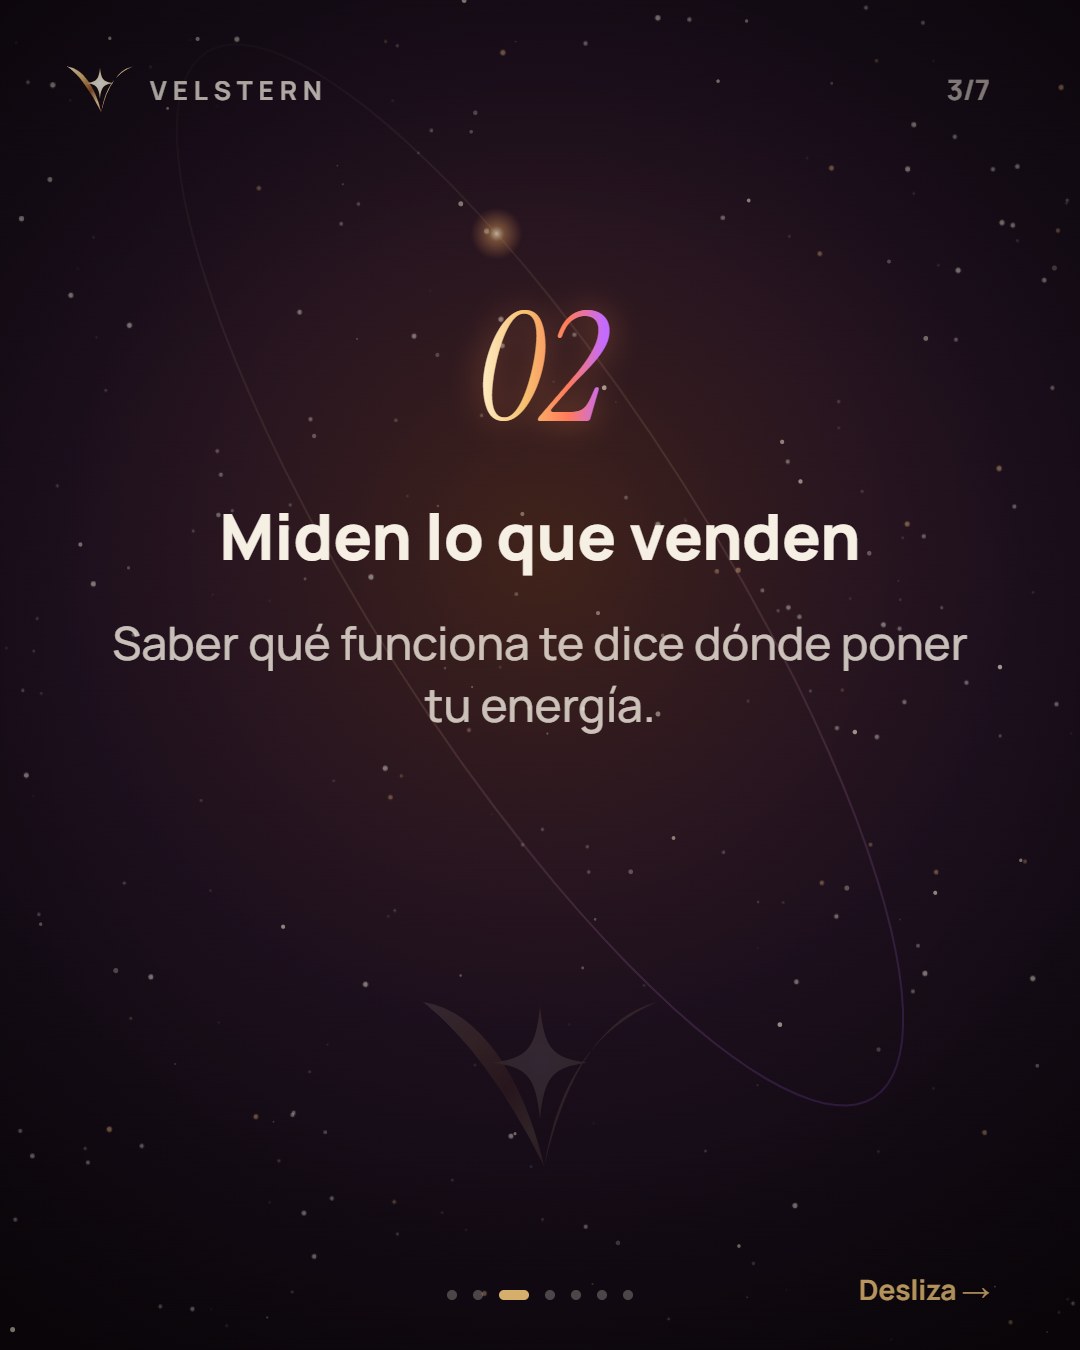 VELSTERN
3/7
02
Miden lo que venden
Saber qué funciona te dice dónde poner
tu energía.
Desliza →